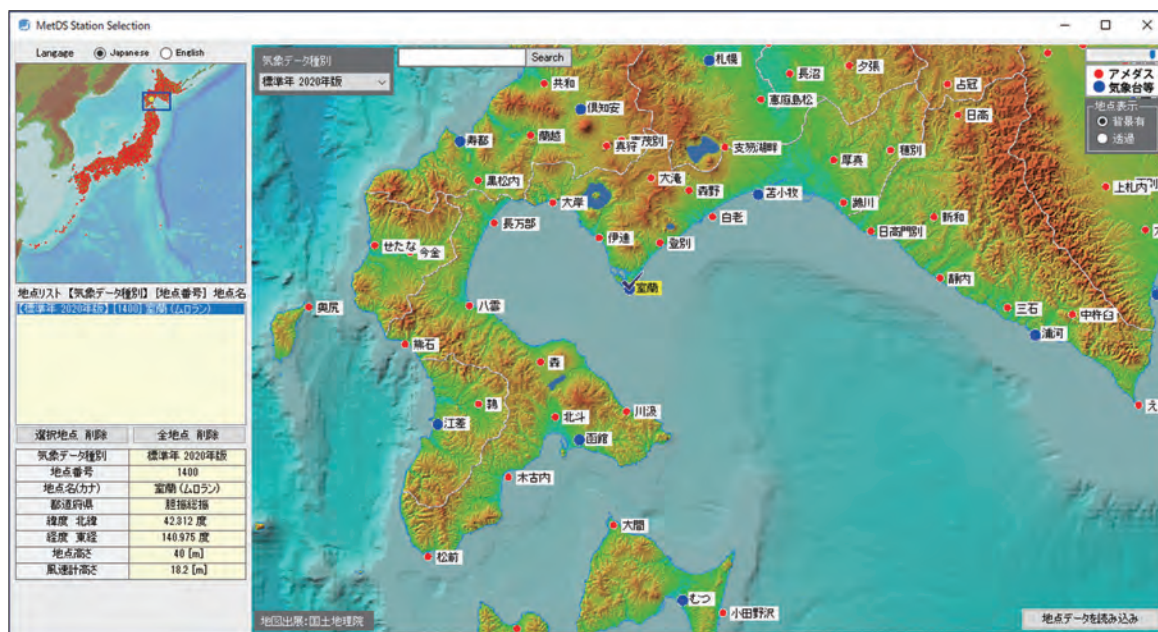 MetDS Station Selection
Langage Japanese English
気象データ種別
標準年 2020年版
Search
アメダス
気象台等
地点表示
背景有
透過
札幌
長沼
夕張
占冠
共和
倶知安
恵庭島松
日高
寿都
蘭越
真狩
支笏湖畔
厚真
穂別
黒松内
大滝
森野
上札内
大岸
苫小牧
白老
鵡川
新和
長万部
日高門別
せたな
今金
伊達
登別
静内
室蘭
奥尻
八雲
三石
中杵臼
浦河
熊石
森
鶉
北斗
川汲
江差
函館
木古内
大間
松前
むつ
小田野沢
地点リスト 【気象データ種別】 [地点番号] 地点名
【標準年 2020年版】 [1400] 室蘭 (ムロラン)
選択地点 削除 全地点 削除
気象データ種別 標準年 2020年版
地点番号 1400
地点名(カナ) 室蘭 (ムロラン)
都道府県 胆振総振
緯度 北緯 42.312 度
経度 東経 140.975 度
地点高さ 40 [m]
風速計高さ 18.2 [m]
地図出展:国土地理院
地点データを読み込み